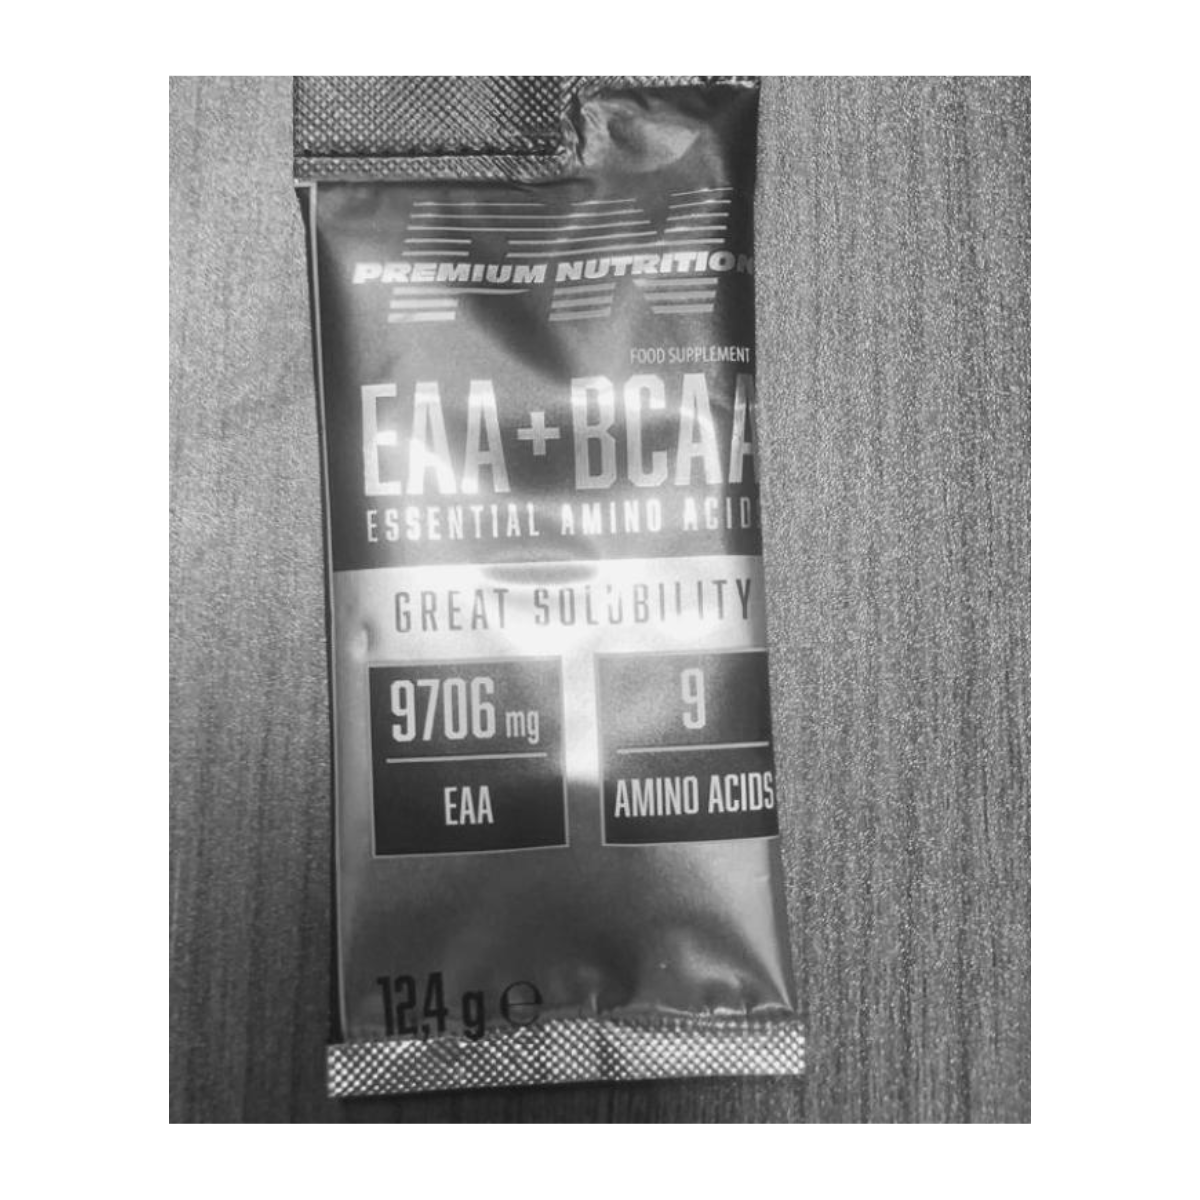 PN
PREMIUM NUTRITION
FOOD SUPPLEMENT
EAA + BCAA
ESSENTIAL AMINO ACIDS
GREAT SOLUBILITY
9706 mg
EAA
9
AMINO ACIDS
12,4 g ℮